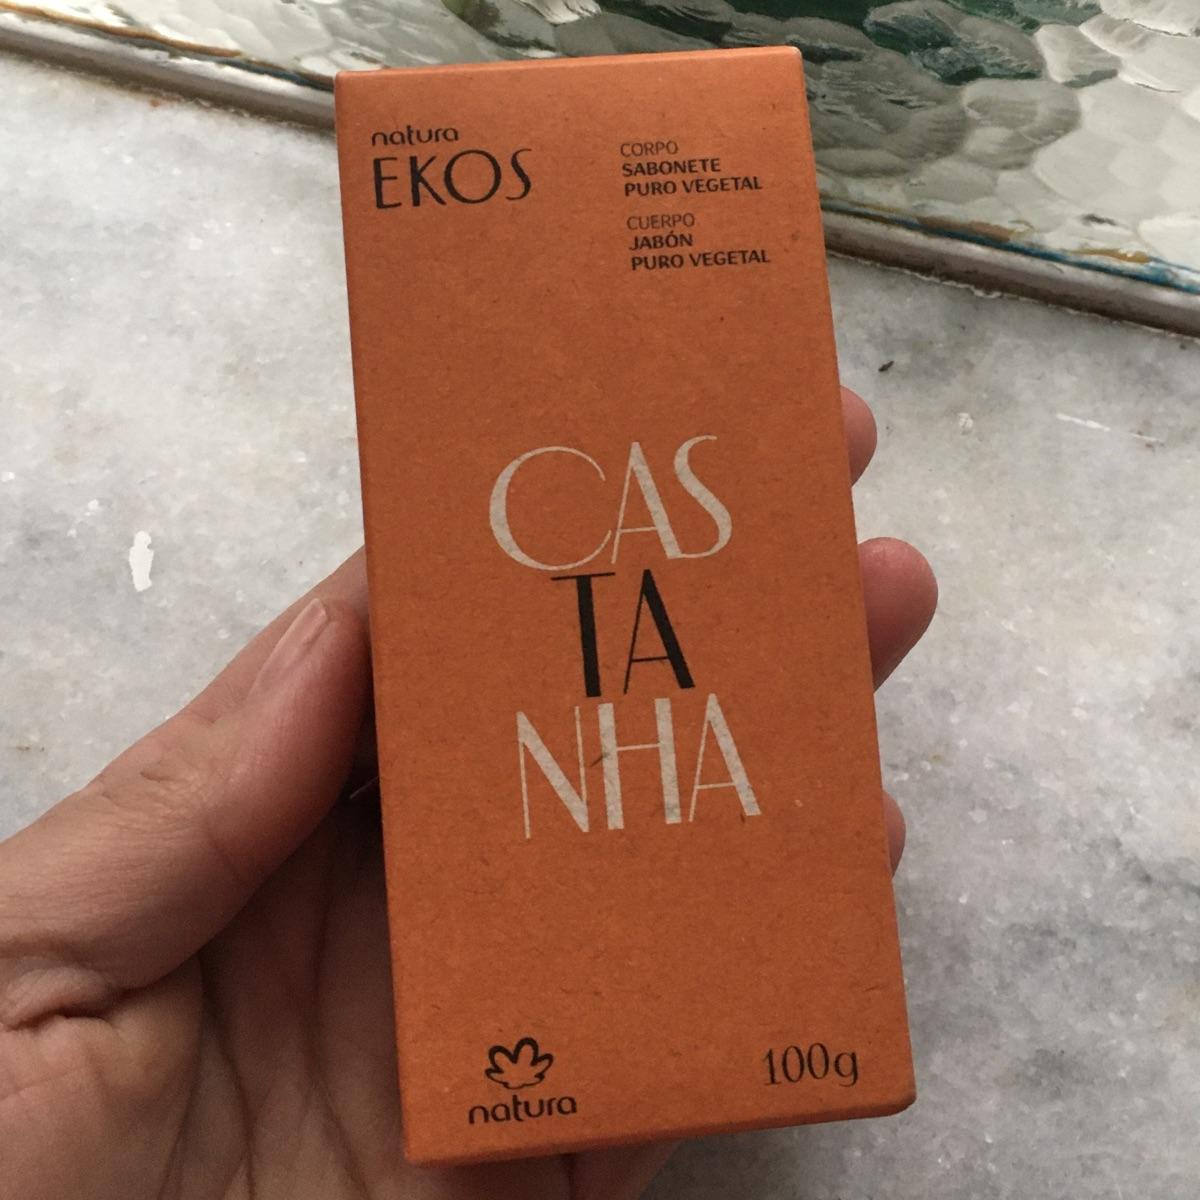 natura
EKOS
CORPO
SABONETE
PURO VEGETAL
CUERPO
JABÓN
PURO VEGETAL
CAS
TA
NHA
natura
100g